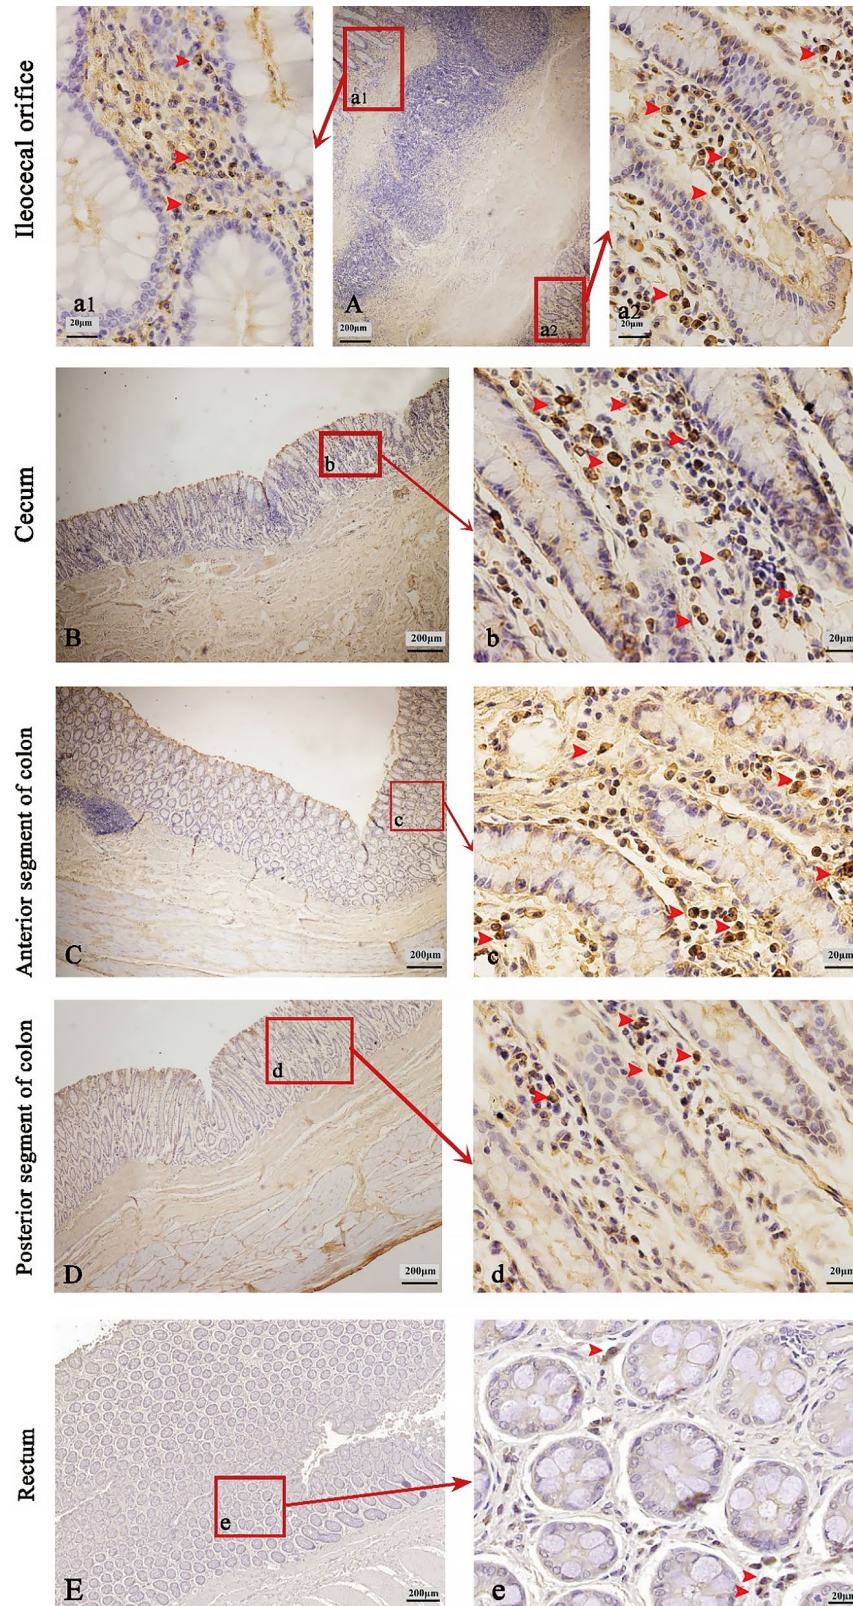 Ileocecal orifice
a1
20μm
a1
A
200μm
a2
a2
20μm
Cecum
b
B
200μm
b
20μm
Anterior segment of colon
c
C
200μm
c
20μm
Posterior segment of colon
d
D
200μm
d
20μm
Rectum
e
E
200μm
e
20μm